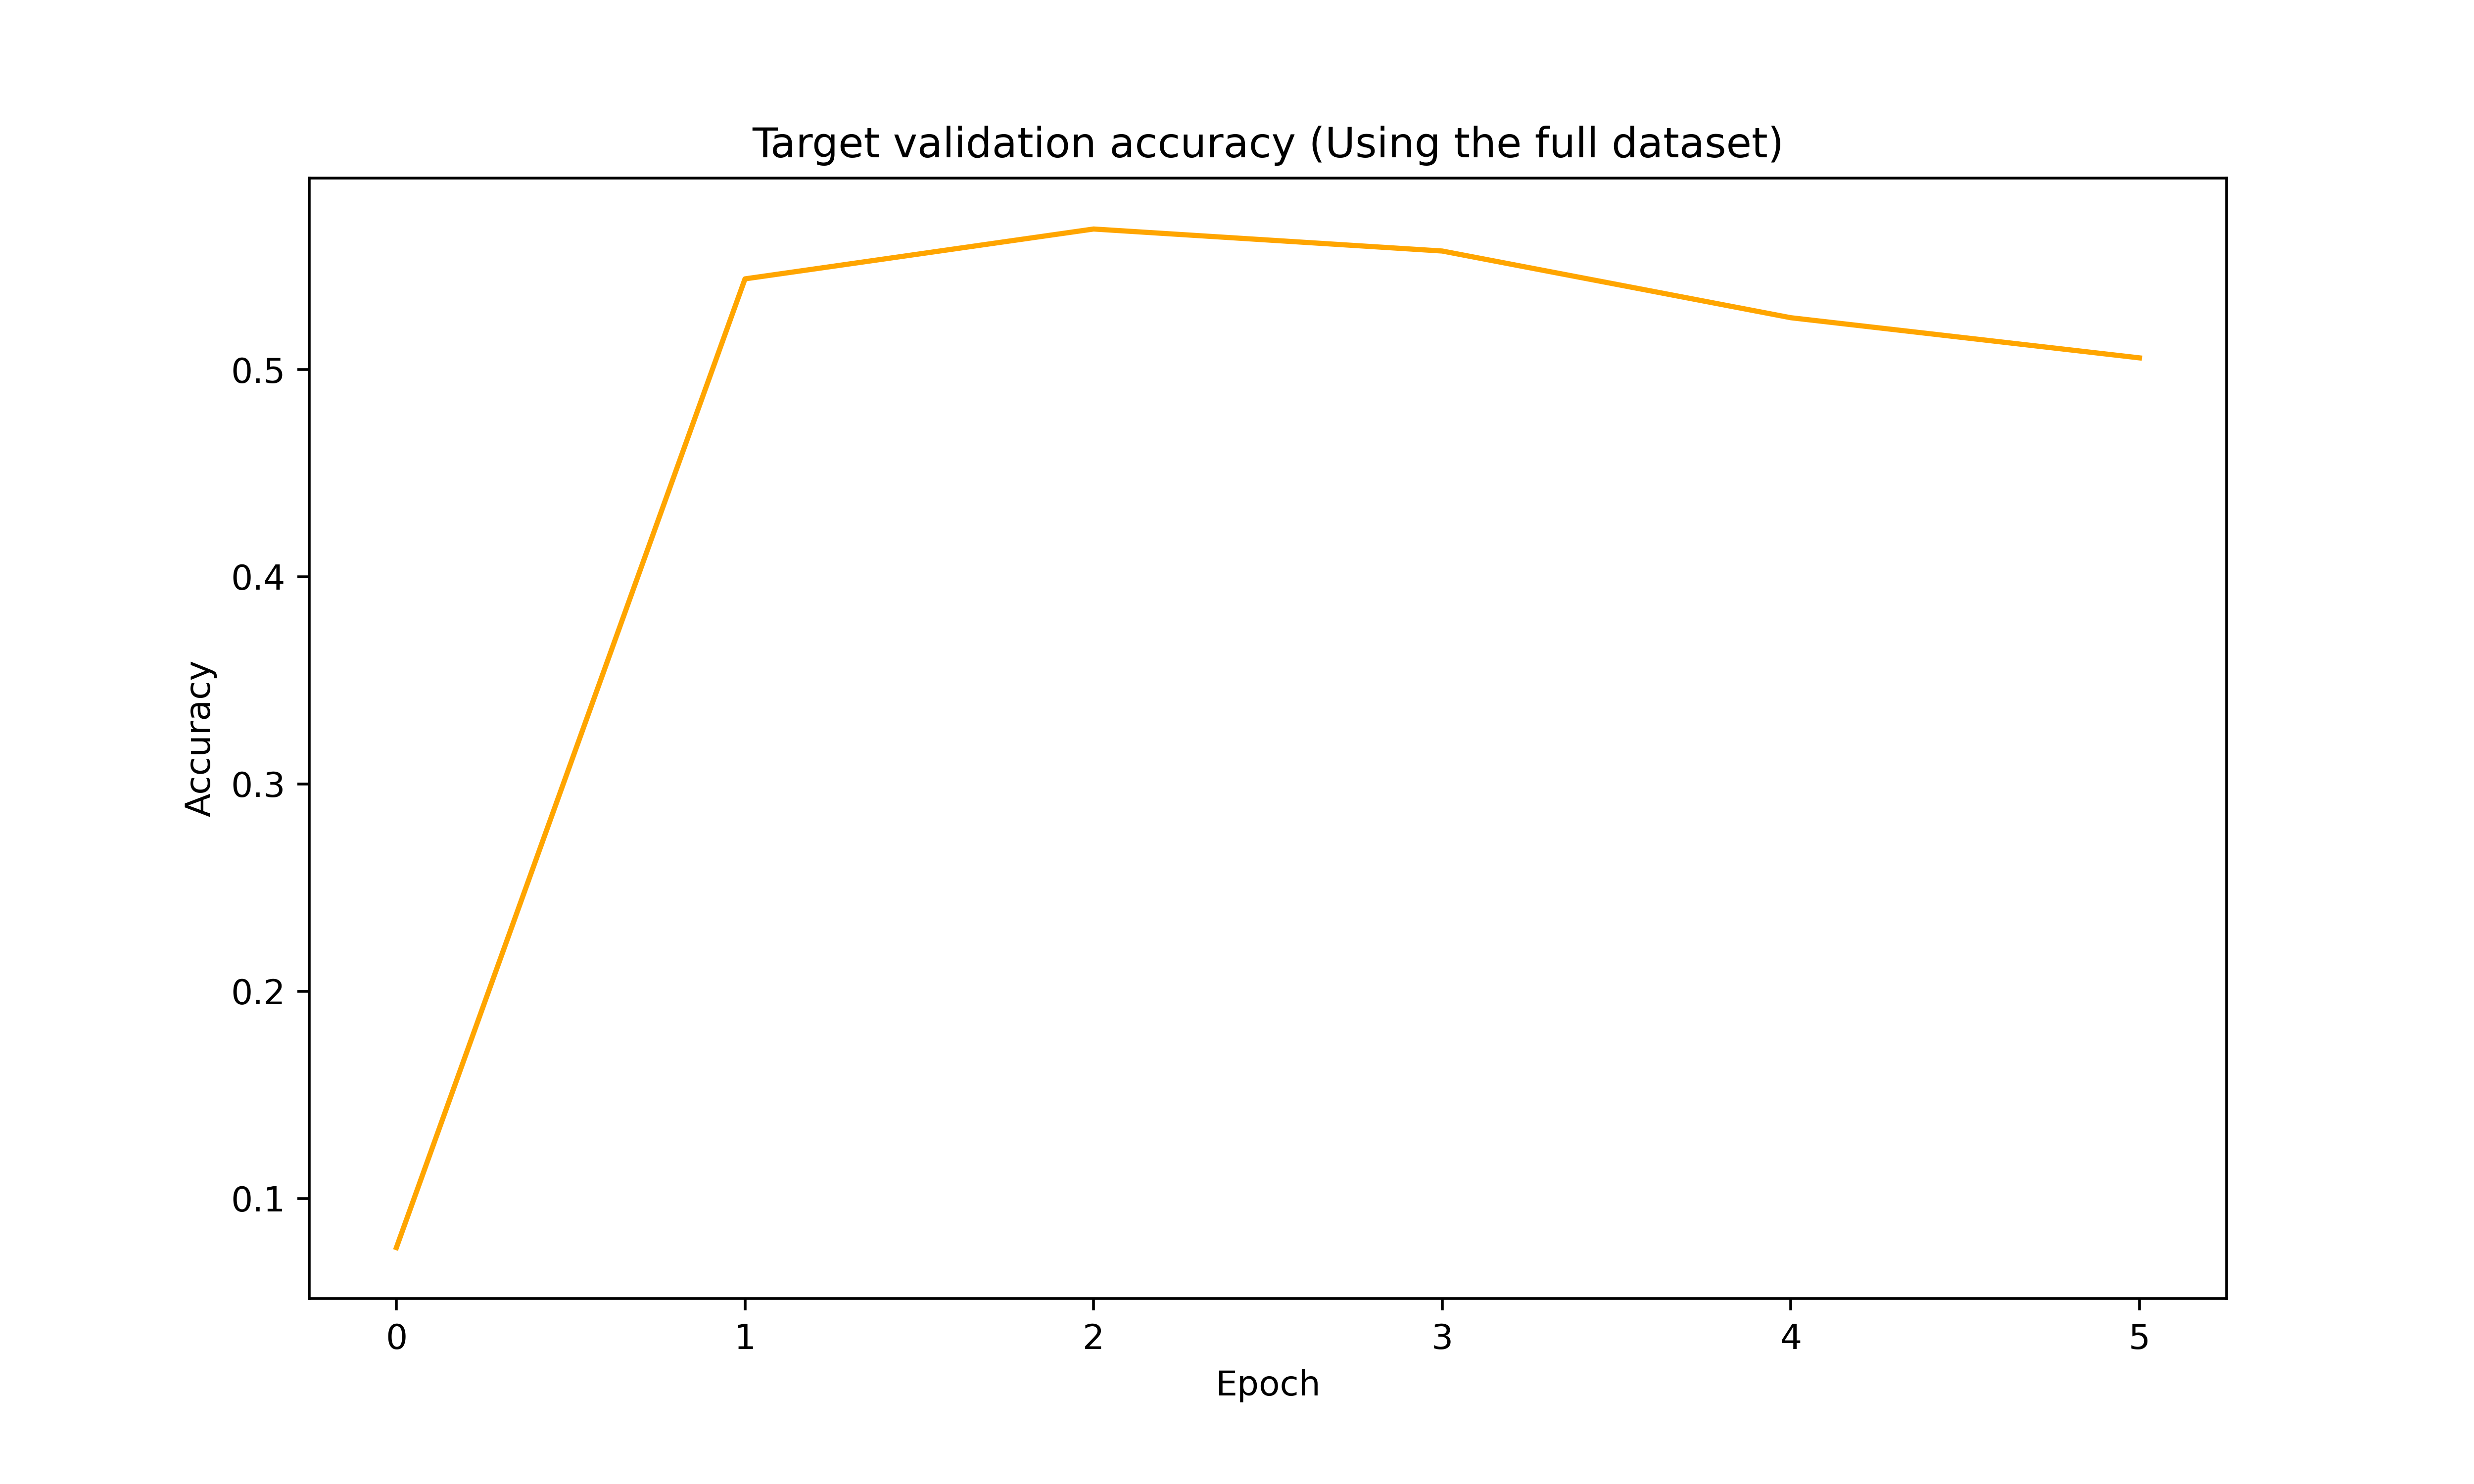 Target validation accuracy (Using the full dataset)
Accuracy
0.5
0.4
0.3
0.2
0.1
0 1 2 3 4 5
Epoch